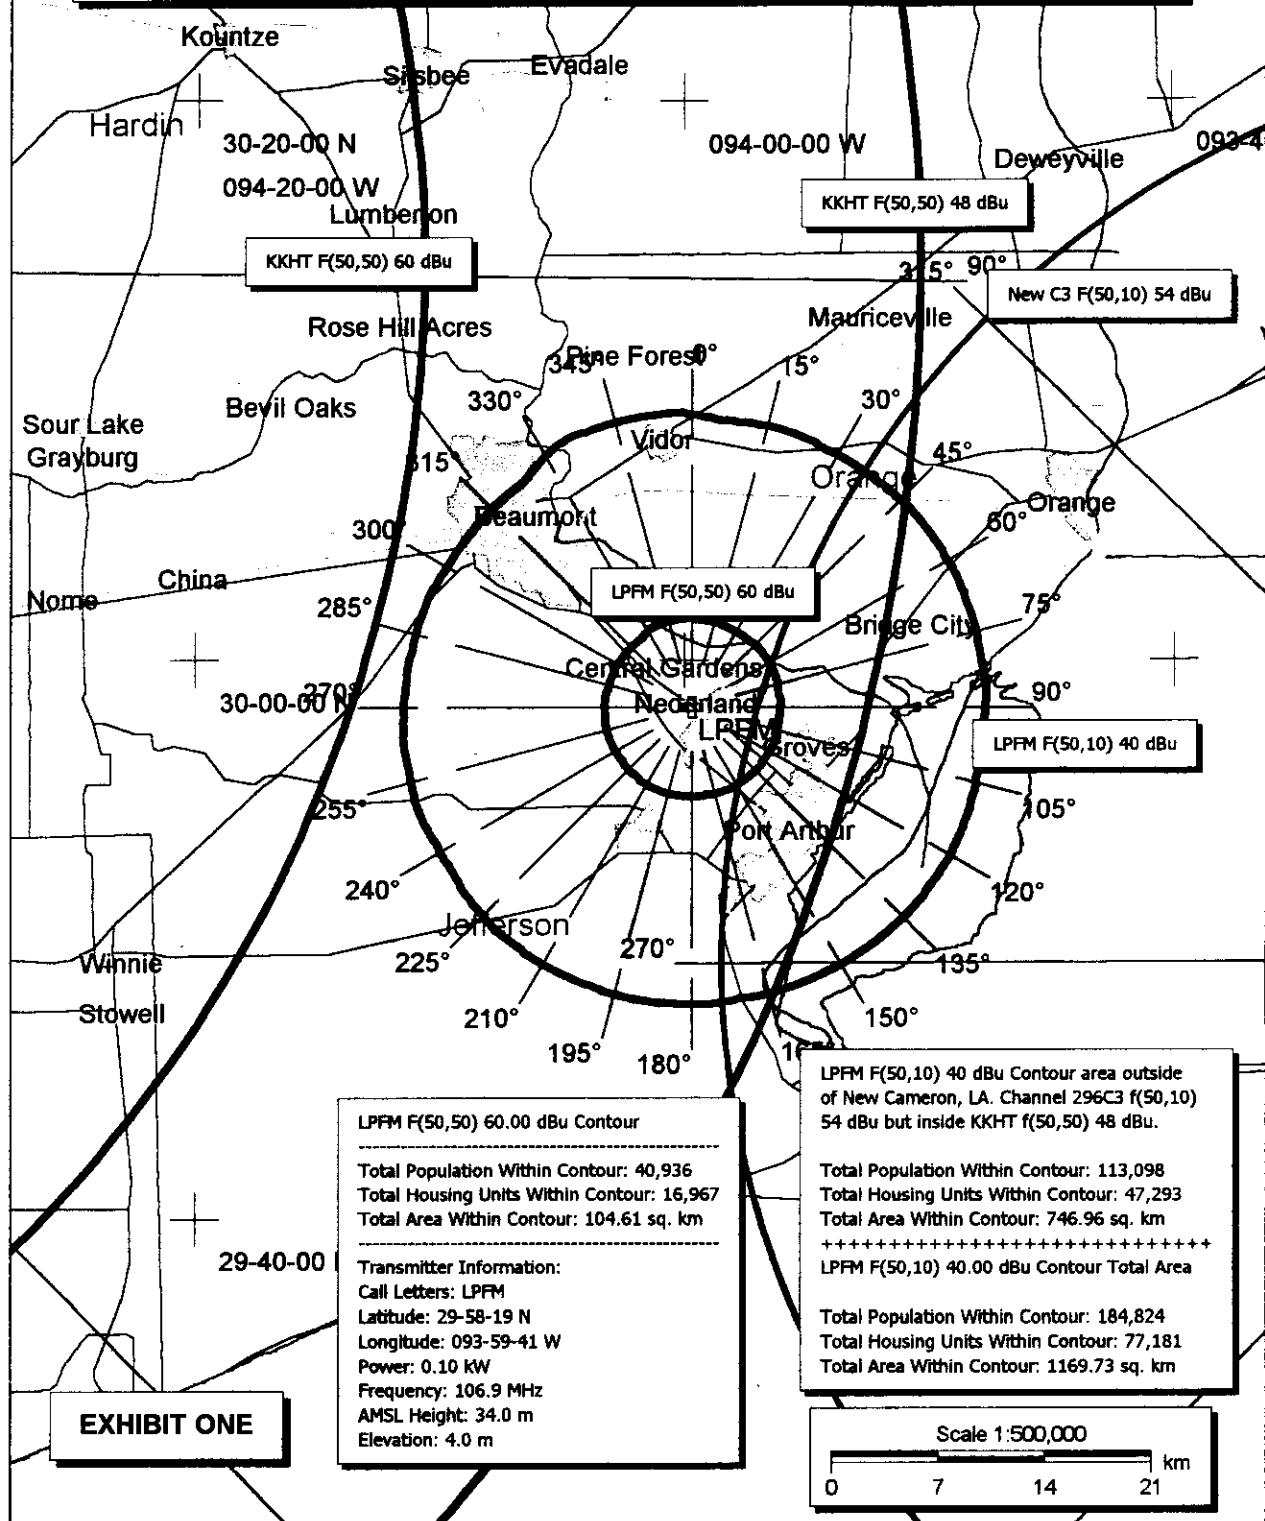 Kountze
Silsbee
Evadale
Hardin
30-20-00 N
094-00-00 W
093-4
Deweyville
094-20-00 W
Lumberton
KKHT F(50,50) 48 dBu
KKHT F(50,50) 60 dBu
315°
90°
New C3 F(50,10) 54 dBu
Rose Hill Acres
Mauriceville
345°
Pine Forest
0°
15°
Bevil Oaks
330°
30°
Sour Lake
Grayburg
Vidor
315°
45°
Orange
Orange
Beaumont
300°
60°
China
Nome
LPFM F(50,50) 60 dBu
285°
75°
Bridge City
Central Gardens
30-00-00 N
270°
Nederland
90°
LPFM
Groves
LPFM F(50,10) 40 dBu
255°
105°
Port Arthur
240°
120°
Jefferson
270°
225°
135°
Winnie
Stowell
210°
150°
195°
180°
LPFM F(50,50) 60.00 dBu Contour
Total Population Within Contour: 40,936
Total Housing Units Within Contour: 16,967
Total Area Within Contour: 104.61 sq. km
Transmitter Information:
Call Letters: LPFM
Latitude: 29-58-19 N
Longitude: 093-59-41 W
Power: 0.10 kW
Frequency: 106.9 MHz
AMSL Height: 34.0 m
Elevation: 4.0 m
LPFM F(50,10) 40 dBu Contour area outside
of New Cameron, LA. Channel 296C3 f(50,10)
54 dBu but inside KKHT f(50,50) 48 dBu.
Total Population Within Contour: 113,098
Total Housing Units Within Contour: 47,293
Total Area Within Contour: 746.96 sq. km
+++++++++++++++++++++++++++++
LPFM F(50,10) 40.00 dBu Contour Total Area
Total Population Within Contour: 184,824
Total Housing Units Within Contour: 77,181
Total Area Within Contour: 1169.73 sq. km
29-40-00
EXHIBIT ONE
Scale 1:500,000
km
0 7 14 21